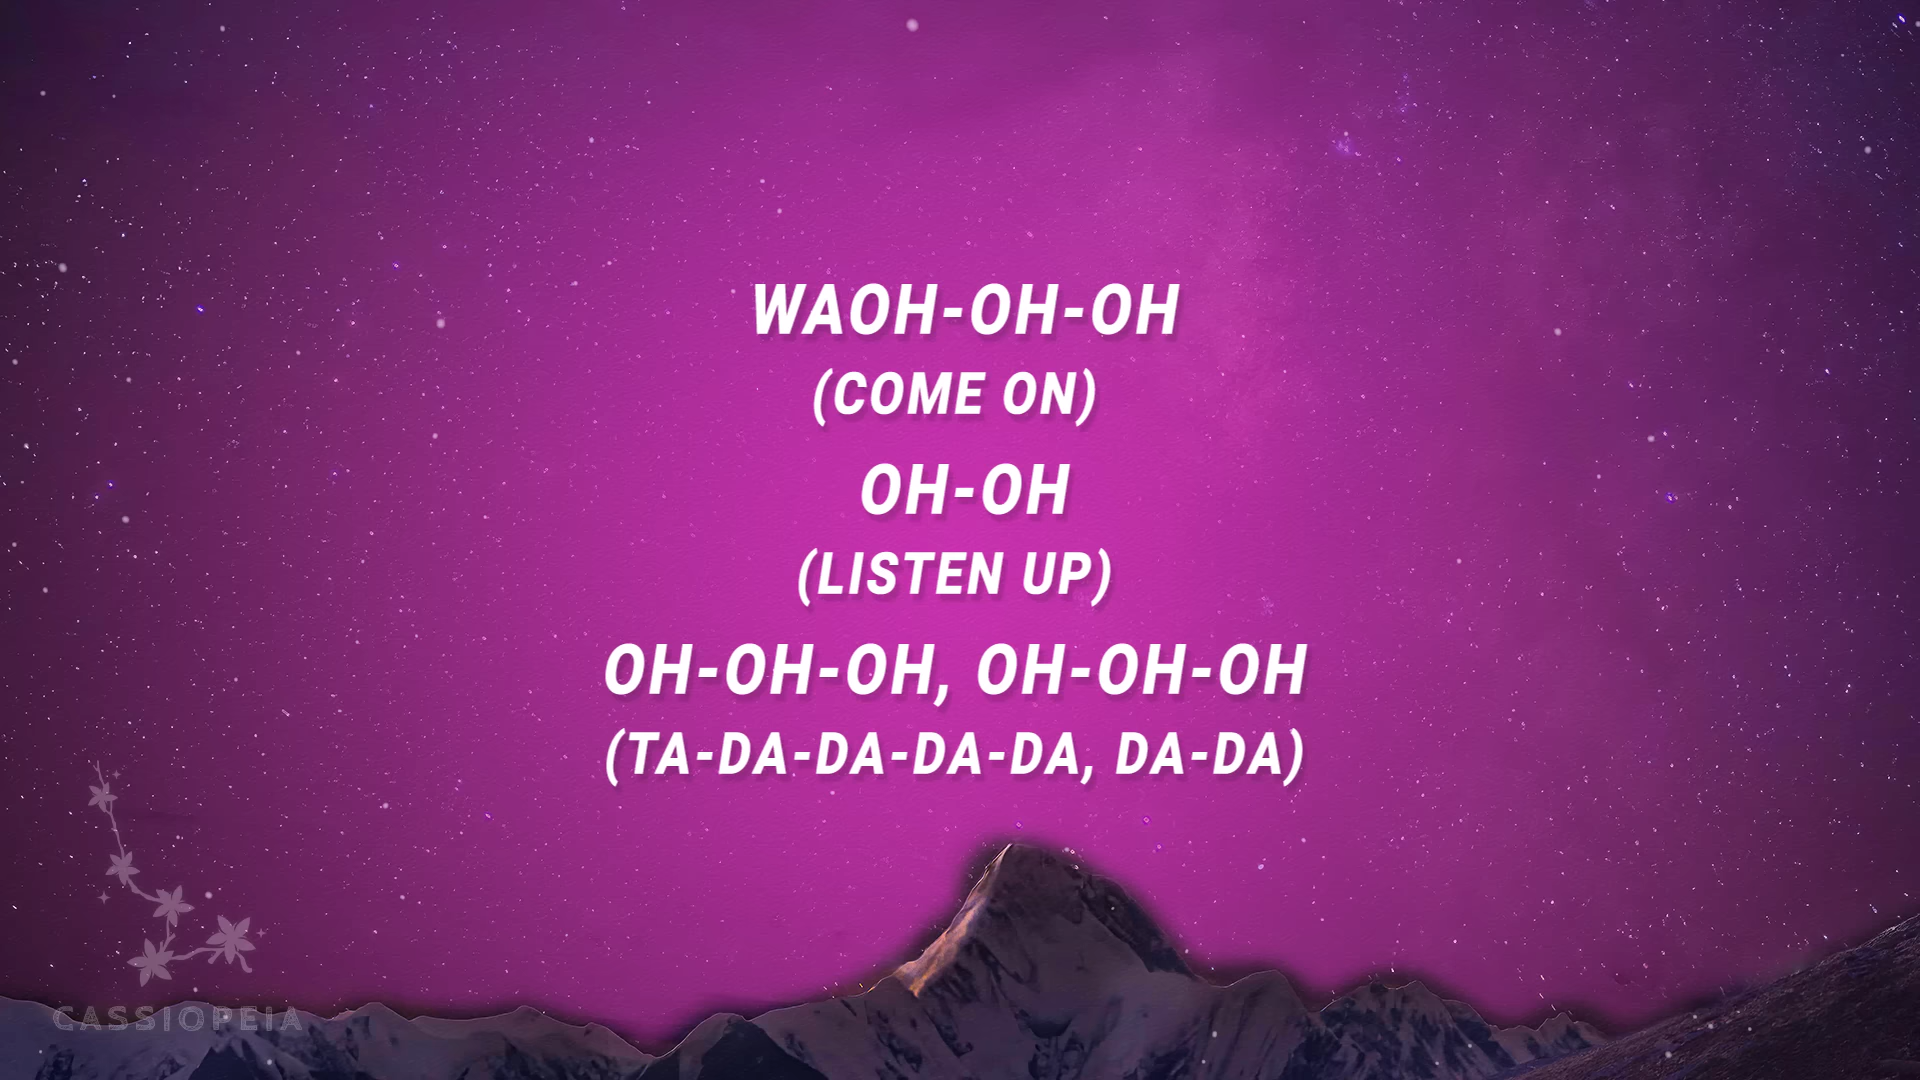 WAOH-OH-OH
(COME ON)
OH-OH
(LISTEN UP)
OH-OH-OH, OH-OH-OH
(TA-DA-DA-DA-DA, DA-DA)
CASSIOPEIA